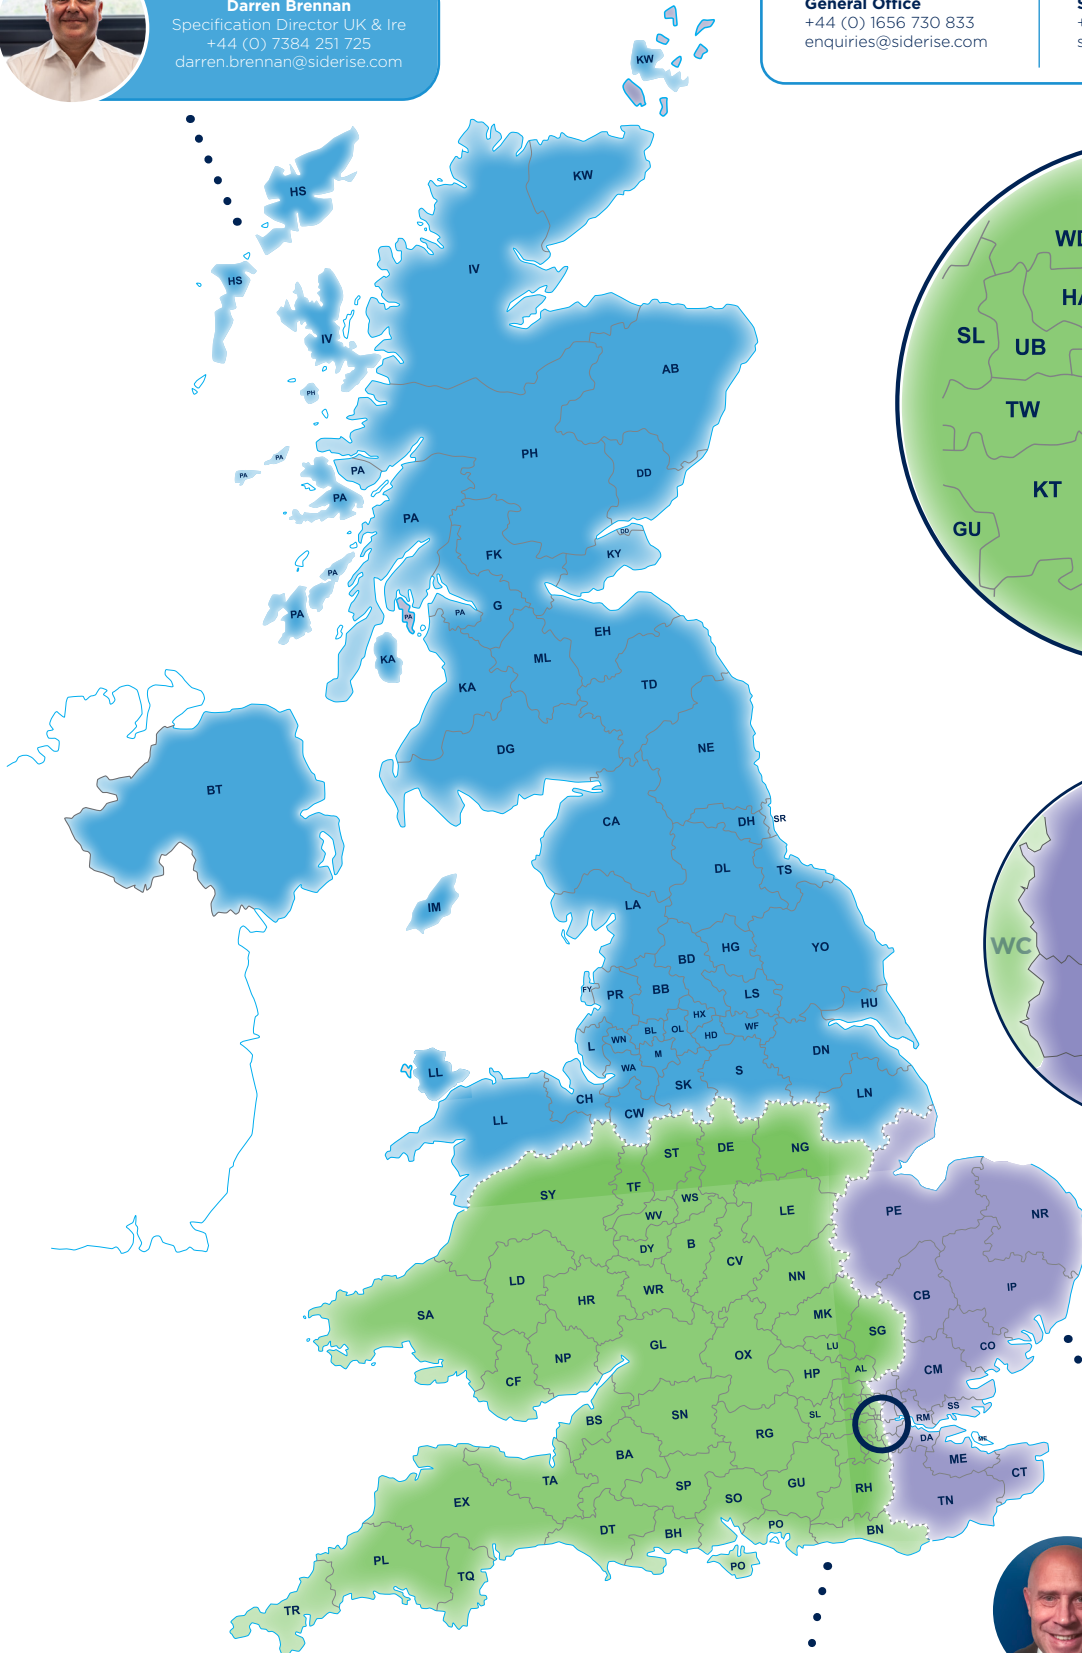 Darren Brennan
Specification Director UK & Ire
+44 (0) 7384 251 725
darren.brennan@siderise.com
General Office
+44 (0) 1656 730 833
enquiries@siderise.com
KW
HS
KW
HS
IV
IV
PH
AB
PH
PA
PA
PA
PA
DD
PA
PA
PA
FK
DD
KY
G
PA
PA
EH
KA
ML
KA
TD
DG
NE
BT
CA
DH
SR
DL
TS
IM
LA
BD
HG
YO
FY
PR
BB
LS
HU
HX
L
WN
BL
OL
HD
WF
M
DN
WA
LL
S
SK
LN
CH
CW
LL
ST
DE
NG
SY
TF
WS
LE
PE
NR
WV
DY
B
CV
LD
NN
IP
HR
WR
CB
SA
MK
SG
GL
LU
CO
NP
OX
AL
CM
HP
CF
SS
SN
SL
RM
BS
RG
DA
ME
BA
ME
CT
TA
SP
GU
RH
TN
EX
SO
DT
BH
PO
BN
PL
PO
TQ
TR
SL
UB
TW
KT
GU
WC